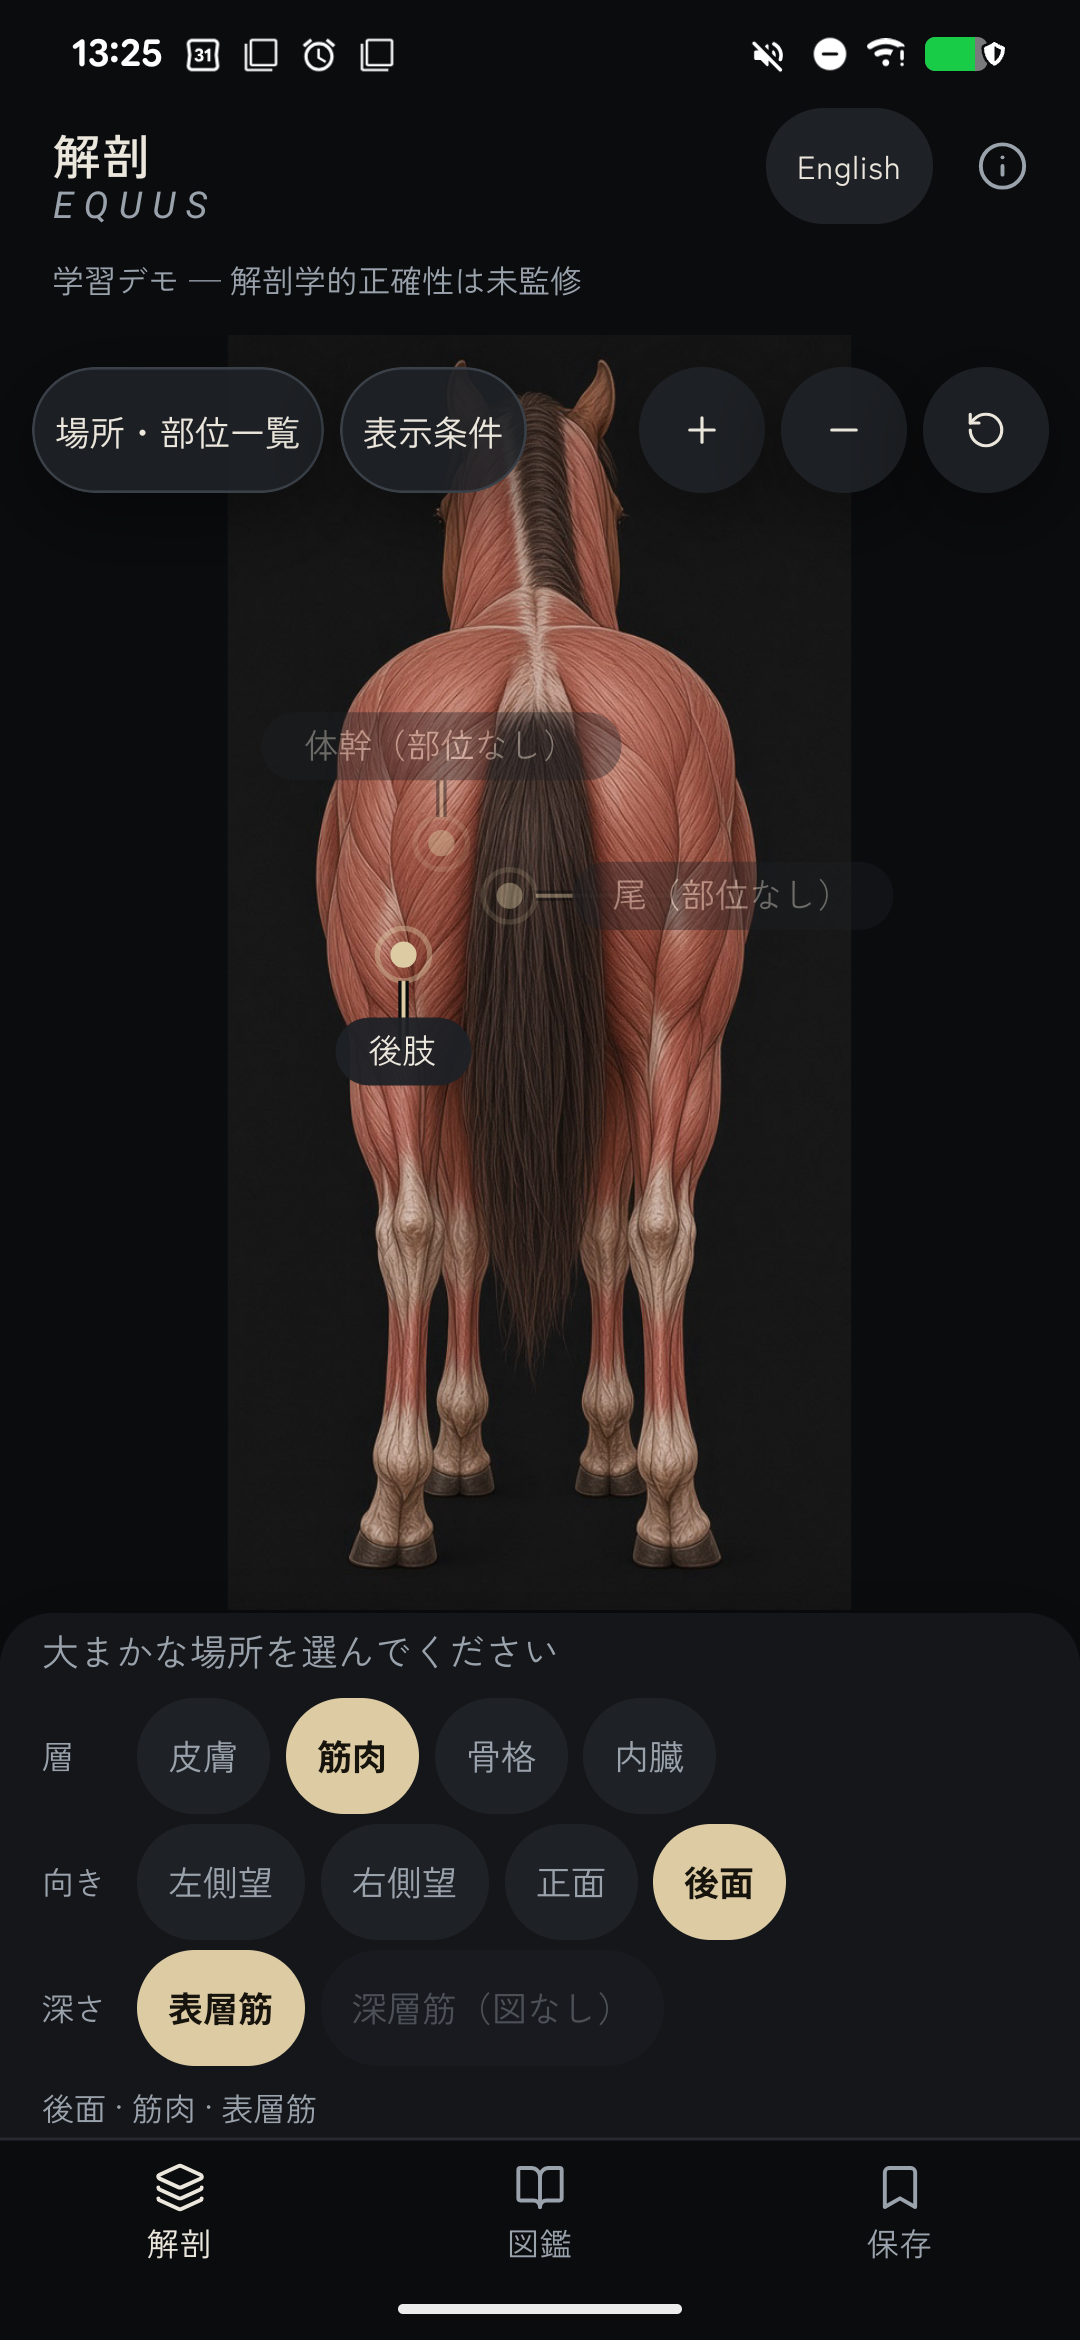 13:25
31
解剖
EQUUS
English
学習デモ — 解剖学的正確性は未監修
場所・部位一覧
表示条件
体幹（部位なし）
尾（部位なし）
後肢
大まかな場所を選んでください
層 皮膚 筋肉 骨格 内臓
向き 左側望 右側望 正面 後面
深さ 表層筋 深層筋（図なし）
後面 · 筋肉 · 表層筋
解剖 図鑑 保存